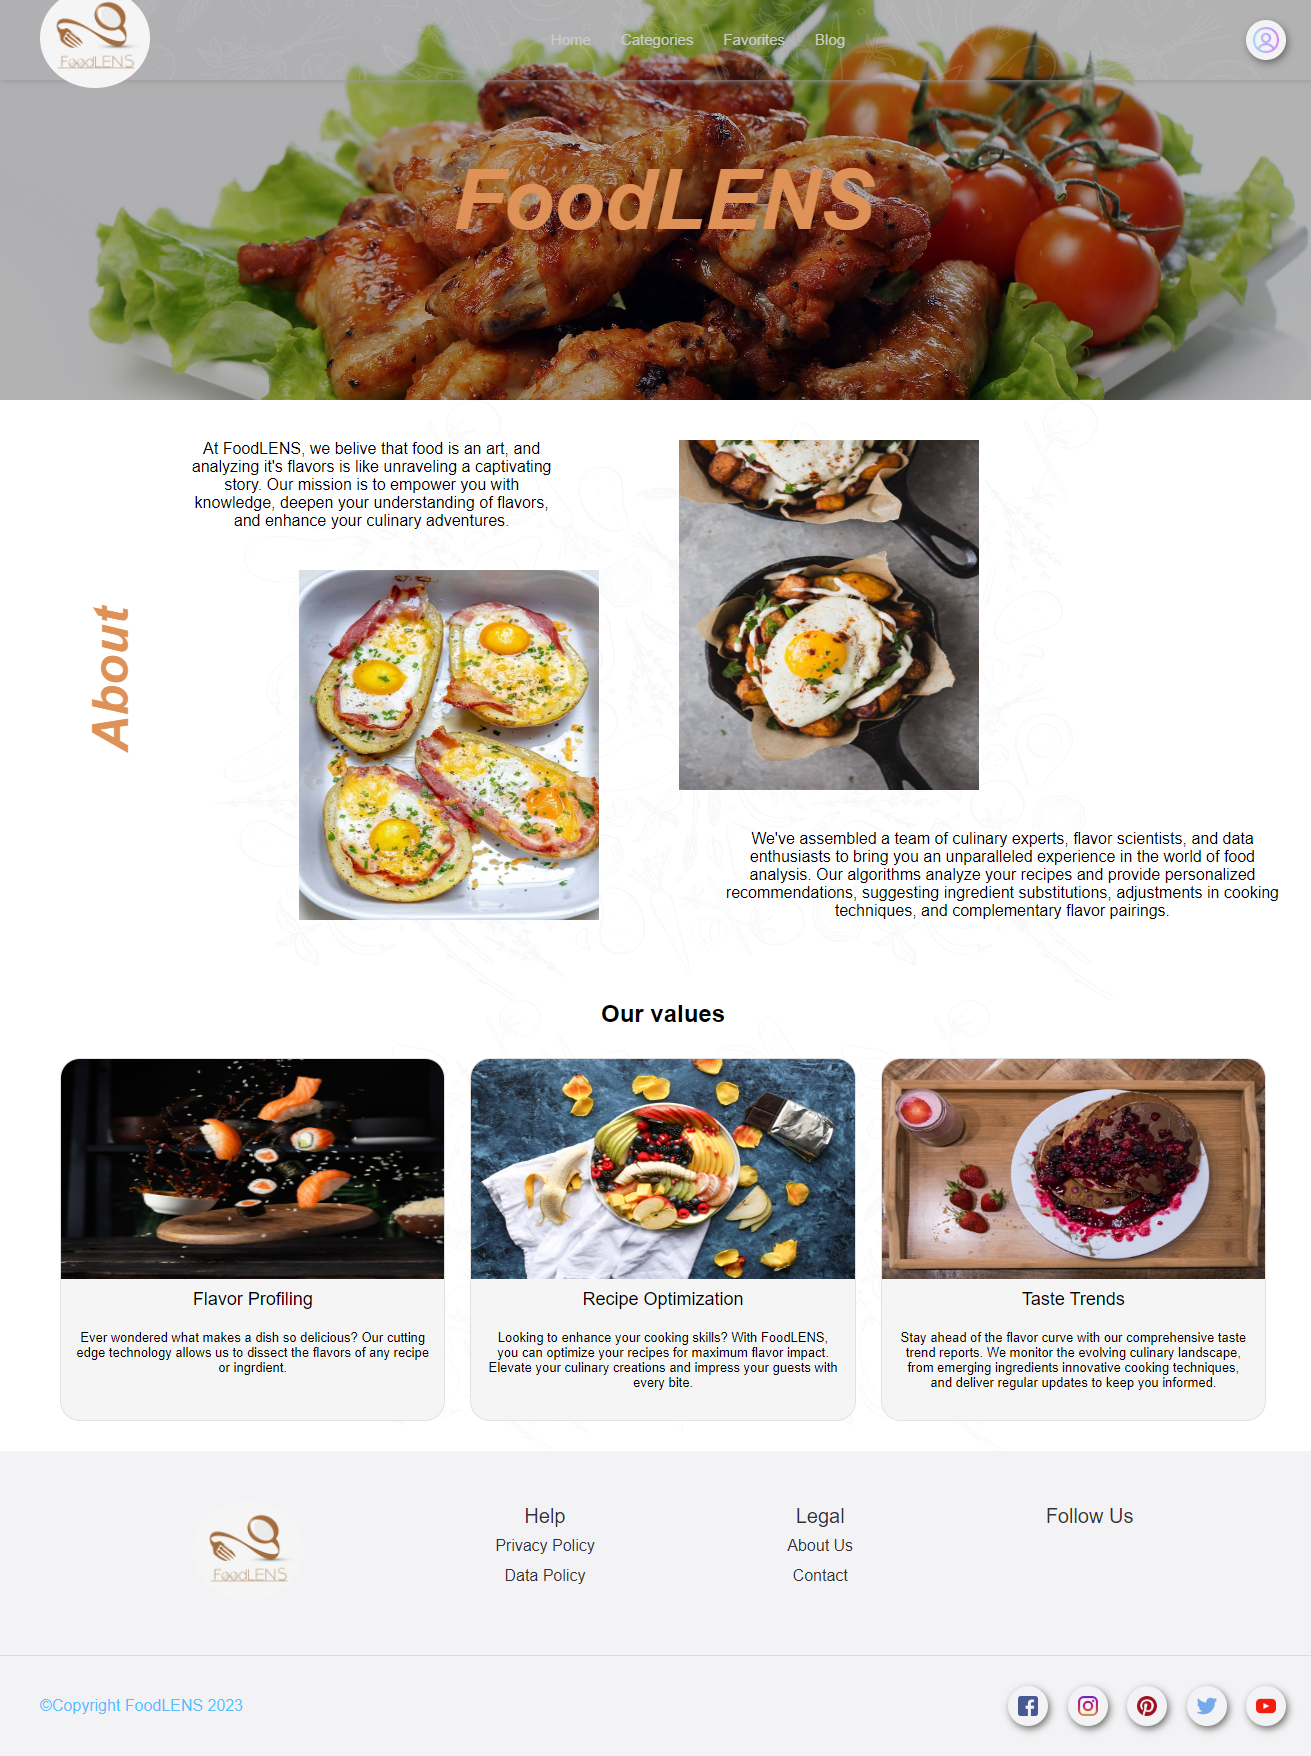 FoodLENS
Home Categories Favorites Blog
FoodLENS
At FoodLENS, we belive that food is an art, and
analyzing it's flavors is like unraveling a captivating
story. Our mission is to empower you with
knowledge, deepen your understanding of flavors,
and enhance your culinary adventures.
About
We've assembled a team of culinary experts, flavor scientists, and data
enthusiasts to bring you an unparalleled experience in the world of food
analysis. Our algorithms analyze your recipes and provide personalized
recommendations, suggesting ingredient substitutions, adjustments in cooking
techniques, and complementary flavor pairings.
Our values
Flavor Profiling
Ever wondered what makes a dish so delicious? Our cutting
edge technology allows us to dissect the flavors of any recipe
or ingrdient.
Recipe Optimization
Looking to enhance your cooking skills? With FoodLENS,
you can optimize your recipes for maximum flavor impact.
Elevate your culinary creations and impress your guests with
every bite.
Taste Trends
Stay ahead of the flavor curve with our comprehensive taste
trend reports. We monitor the evolving culinary landscape,
from emerging ingredients innovative cooking techniques,
and deliver regular updates to keep you informed.
FoodLENS
Help
Privacy Policy
Data Policy
Legal
About Us
Contact
Follow Us
©Copyright FoodLENS 2023